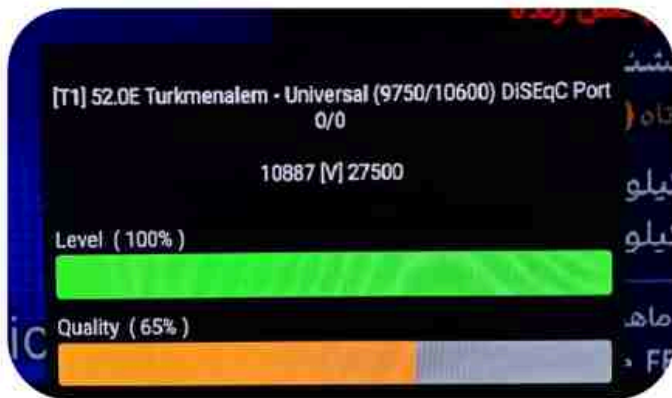 [T1] 52.0E Turkmenalem - Universal (9750/10600) DiSEqC Port
0/0
10887 [V] 27500
Level ( 100% )
Quality ( 65% )